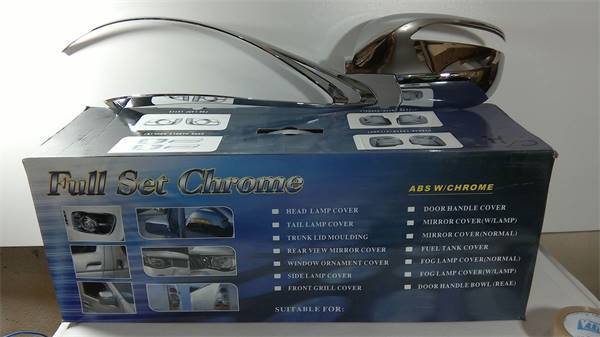 Full Set Chrome
ABS W/CHROME
HEAD LAMP COVER
TAIL LAMP COVER
TRUNK LID MOULDING
REAR VIEW MIRROR COVER
WINDOW ORNAMENT COVER
SIDE LAMP COVER
FRONT GRILL COVER
DOOR HANDLE COVER
MIRROR COVER(W/LAMP)
MIRROR COVER(NORMAL)
FUEL TANK COVER
FOG LAMP COVER(NORMAL)
FOG LAMP COVER(W/LAMP)
DOOR HANDLE BOWL (REAE)
SUITABLE FOR: